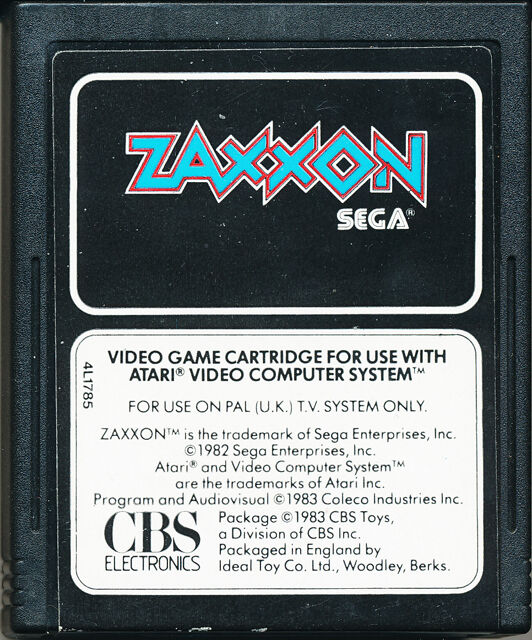 ZAXXON
SEGA®
4L1785
VIDEO GAME CARTRIDGE FOR USE WITH
ATARI® VIDEO COMPUTER SYSTEM™
FOR USE ON PAL (U.K.) T.V. SYSTEM ONLY.
ZAXXON™ is the trademark of Sega Enterprises, Inc.
©1982 Sega Enterprises, Inc.
Atari® and Video Computer System™
are the trademarks of Atari Inc.
Program and Audiovisual ©1983 Coleco Industries Inc.
CBS
ELECTRONICS
Package ©1983 CBS Toys,
a Division of CBS Inc.
Packaged in England by
Ideal Toy Co. Ltd., Woodley, Berks.